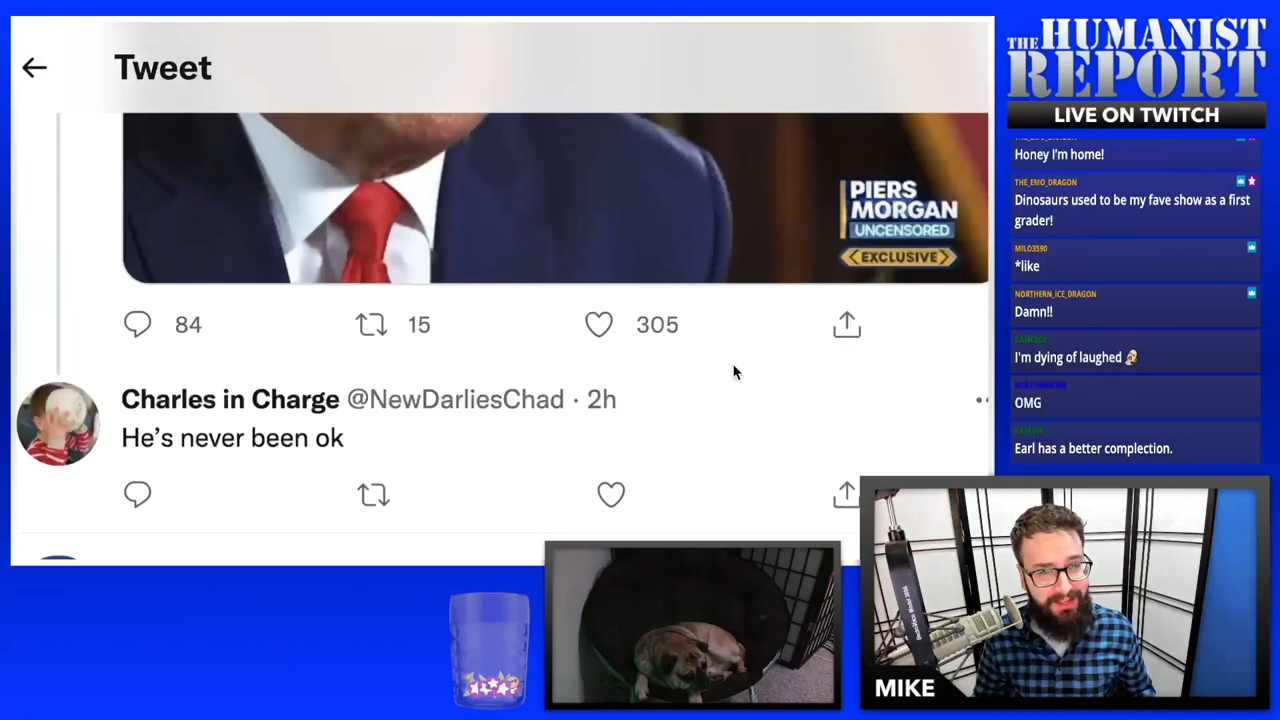 Tweet
PIERS
MORGAN
UNCENSORED
EXCLUSIVE
84
15
305
Charles in Charge @NewDarliesChad · 2h
He's never been ok
THE HUMANIST
REPORT
LIVE ON TWITCH
Honey I'm home!
THE_EMO_DRAGON
Dinosaurs used to be my fave show as a first
grader!
MILO3590
*like
NORTHERN_ICE_DRAGON
Damn!!
I'm dying of laughed
OMG
Earl has a better complection.
MIKE